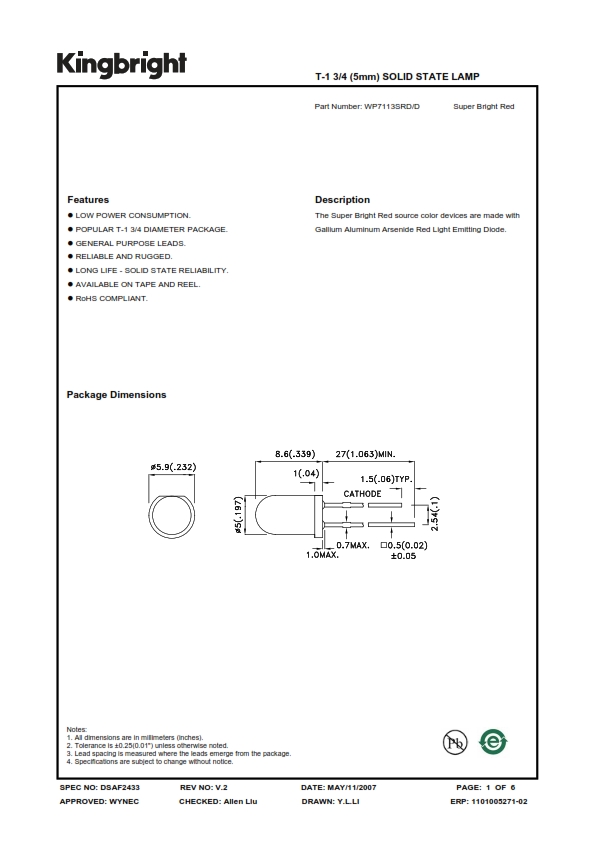 Kingbright
T-1 3/4 (5mm) SOLID STATE LAMP
Part Number: WP7113SRD/D Super Bright Red
Features
● LOW POWER CONSUMPTION.
● POPULAR T-1 3/4 DIAMETER PACKAGE.
● GENERAL PURPOSE LEADS.
● RELIABLE AND RUGGED.
● LONG LIFE - SOLID STATE RELIABILITY.
● AVAILABLE ON TAPE AND REEL.
● RoHS COMPLIANT.
Description
The Super Bright Red source color devices are made with
Gallium Aluminum Arsenide Red Light Emitting Diode.
Package Dimensions
8.6(.339) 27(1.063)MIN.
ø5.9(.232)
1(.04)
1.5(.06)TYP.
CATHODE
ø5(.197)
2.54(.1)
0.7MAX. □0.5(0.02)
1.0MAX. ±0.05
Notes:
1. All dimensions are in millimeters (inches).
2. Tolerance is ±0.25(0.01") unless otherwise noted.
3. Lead spacing is measured where the leads emerge from the package.
4. Specifications are subject to change without notice.
Pb
e
SPEC NO: DSAF2433 REV NO: V.2 DATE: MAY/11/2007 PAGE: 1 OF 6
APPROVED: WYNEC CHECKED: Allen Liu DRAWN: Y.L.LI ERP: 1101005271-02